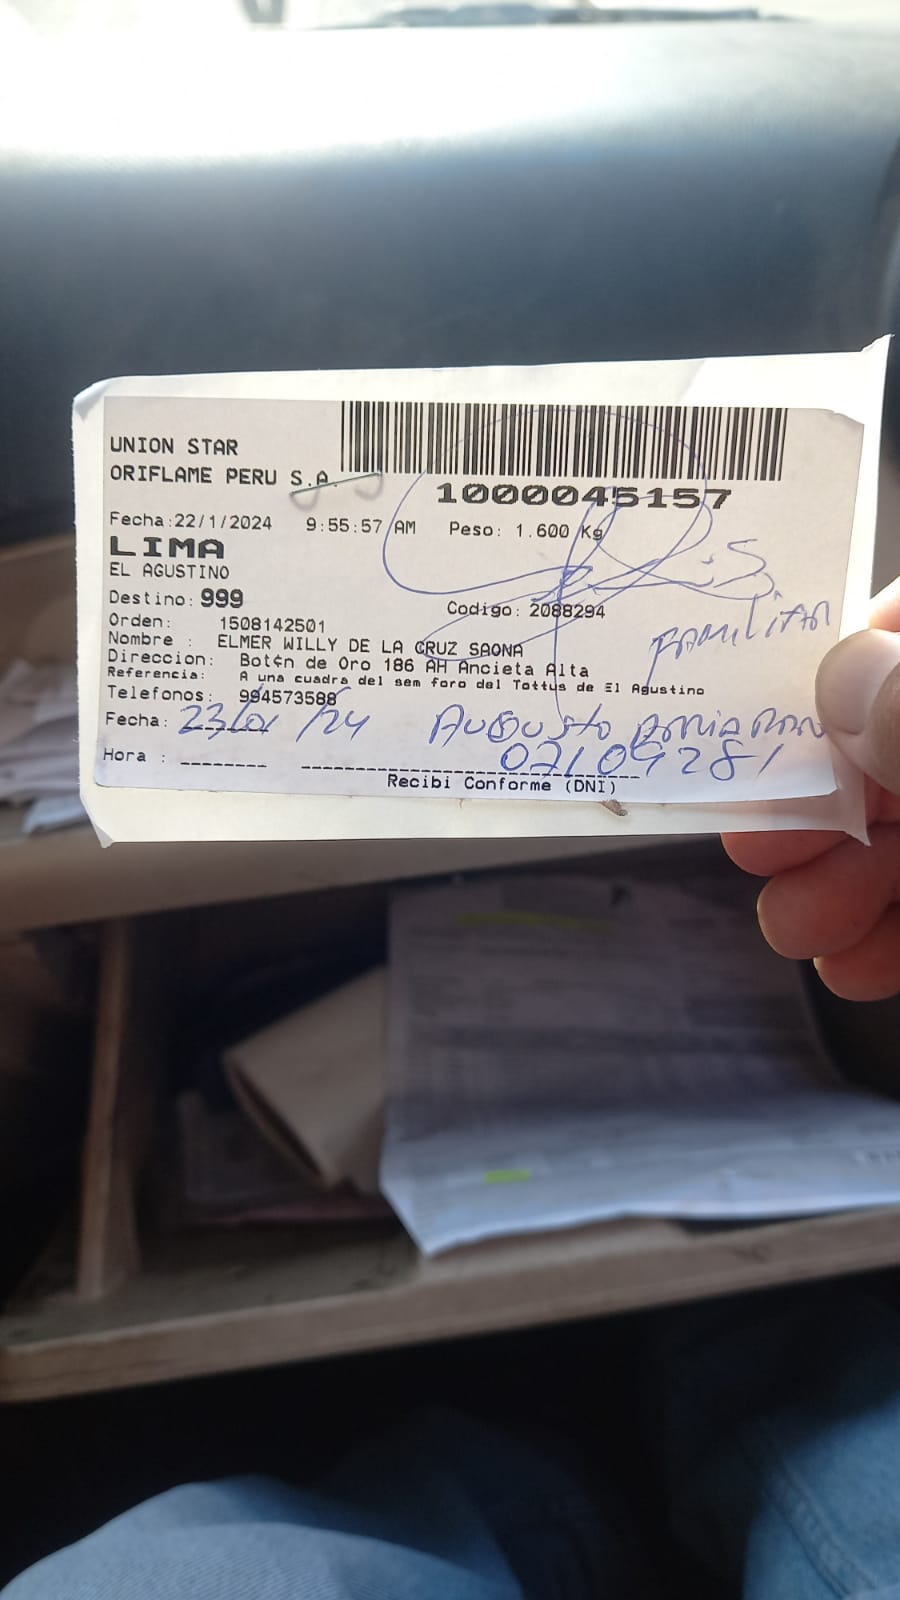 UNION STAR
ORIFLAME PERU S.A.
1000045157
Fecha:22/1/2024 9:55:57 AM Peso: 1.600 Kg
LIMA
EL AGUSTINO
Destino: 999
Codigo: 2088294
Orden: 1508142501
Nombre : ELMER WILLY DE LA CRUZ SAONA
Direccion: Bot¢n de Oro 186 AH Ancieta Alta
Referencia: A una cuadra del sem foro del Tottus de El Agustino
Telefonos: 994573588
Familiar
Fecha: 23/01/24 Augusto
07109281
Hora :
Recibi Conforme (DNI)